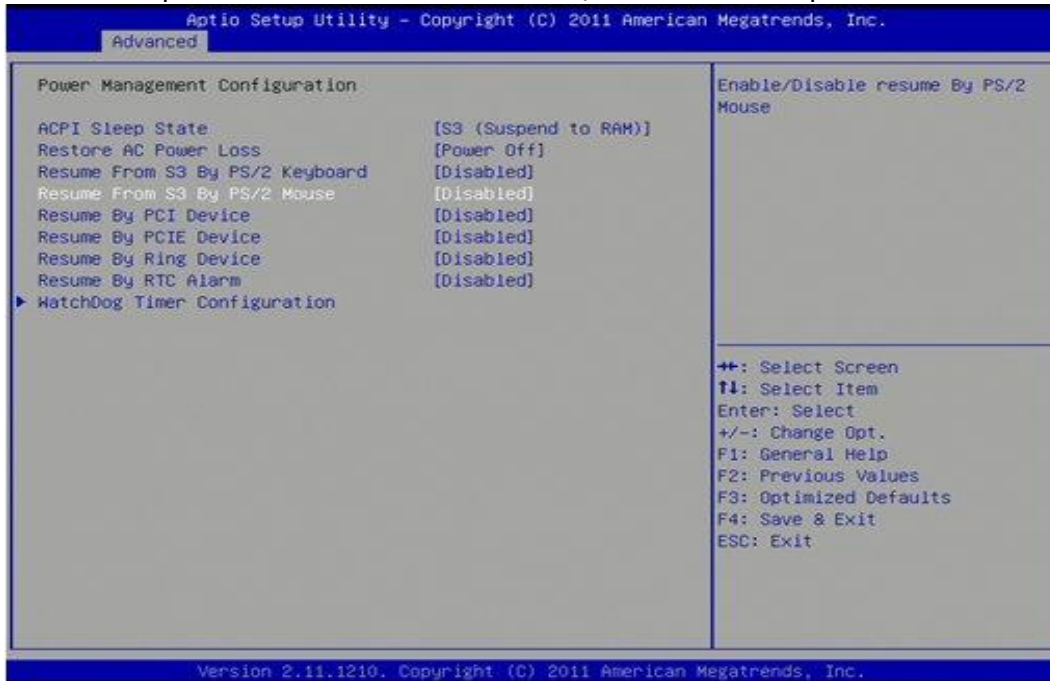 Aptio Setup Utility – Copyright (C) 2011 American Megatrends, Inc.
Advanced
Power Management Configuration
ACPI Sleep State [S3 (Suspend to RAM)]
Restore AC Power Loss [Power Off]
Resume From S3 By PS/2 Keyboard [Disabled]
Resume From S3 By PS/2 Mouse [Disabled]
Resume By PCI Device [Disabled]
Resume By PCIE Device [Disabled]
Resume By Ring Device [Disabled]
Resume By RTC Alarm [Disabled]
WatchDog Timer Configuration
Enable/Disable resume By PS/2
Mouse
→←: Select Screen
↑↓: Select Item
Enter: Select
+/-: Change Opt.
F1: General Help
F2: Previous Values
F3: Optimized Defaults
F4: Save & Exit
ESC: Exit
Version 2.11.1210. Copyright (C) 2011 American Megatrends, Inc.